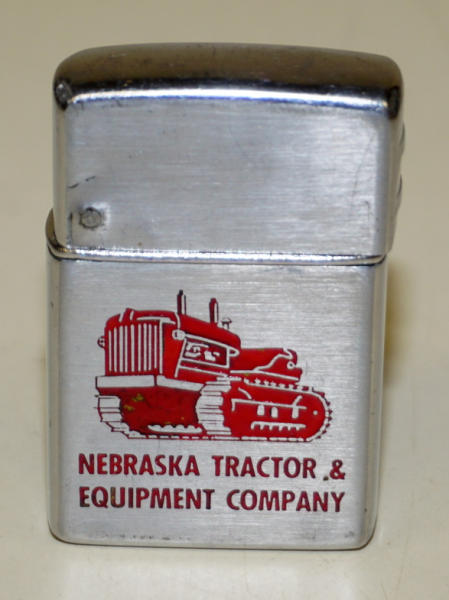 NEBRASKA TRACTOR &
EQUIPMENT COMPANY